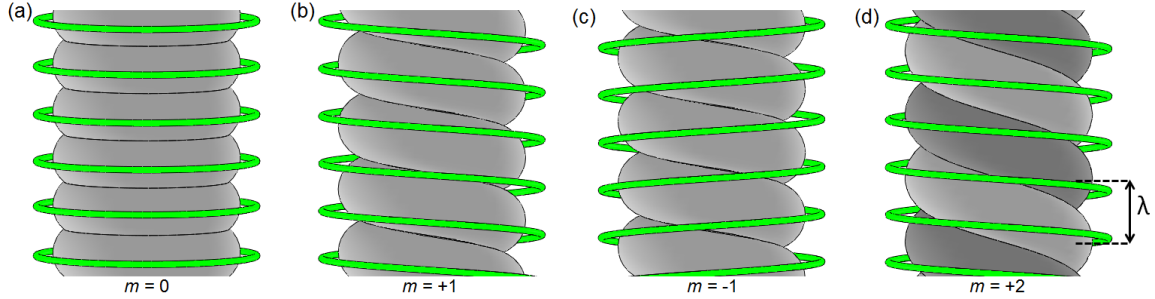 (a)
(b)
(c)
(d)
λ
m = 0
m = +1
m = -1
m = +2